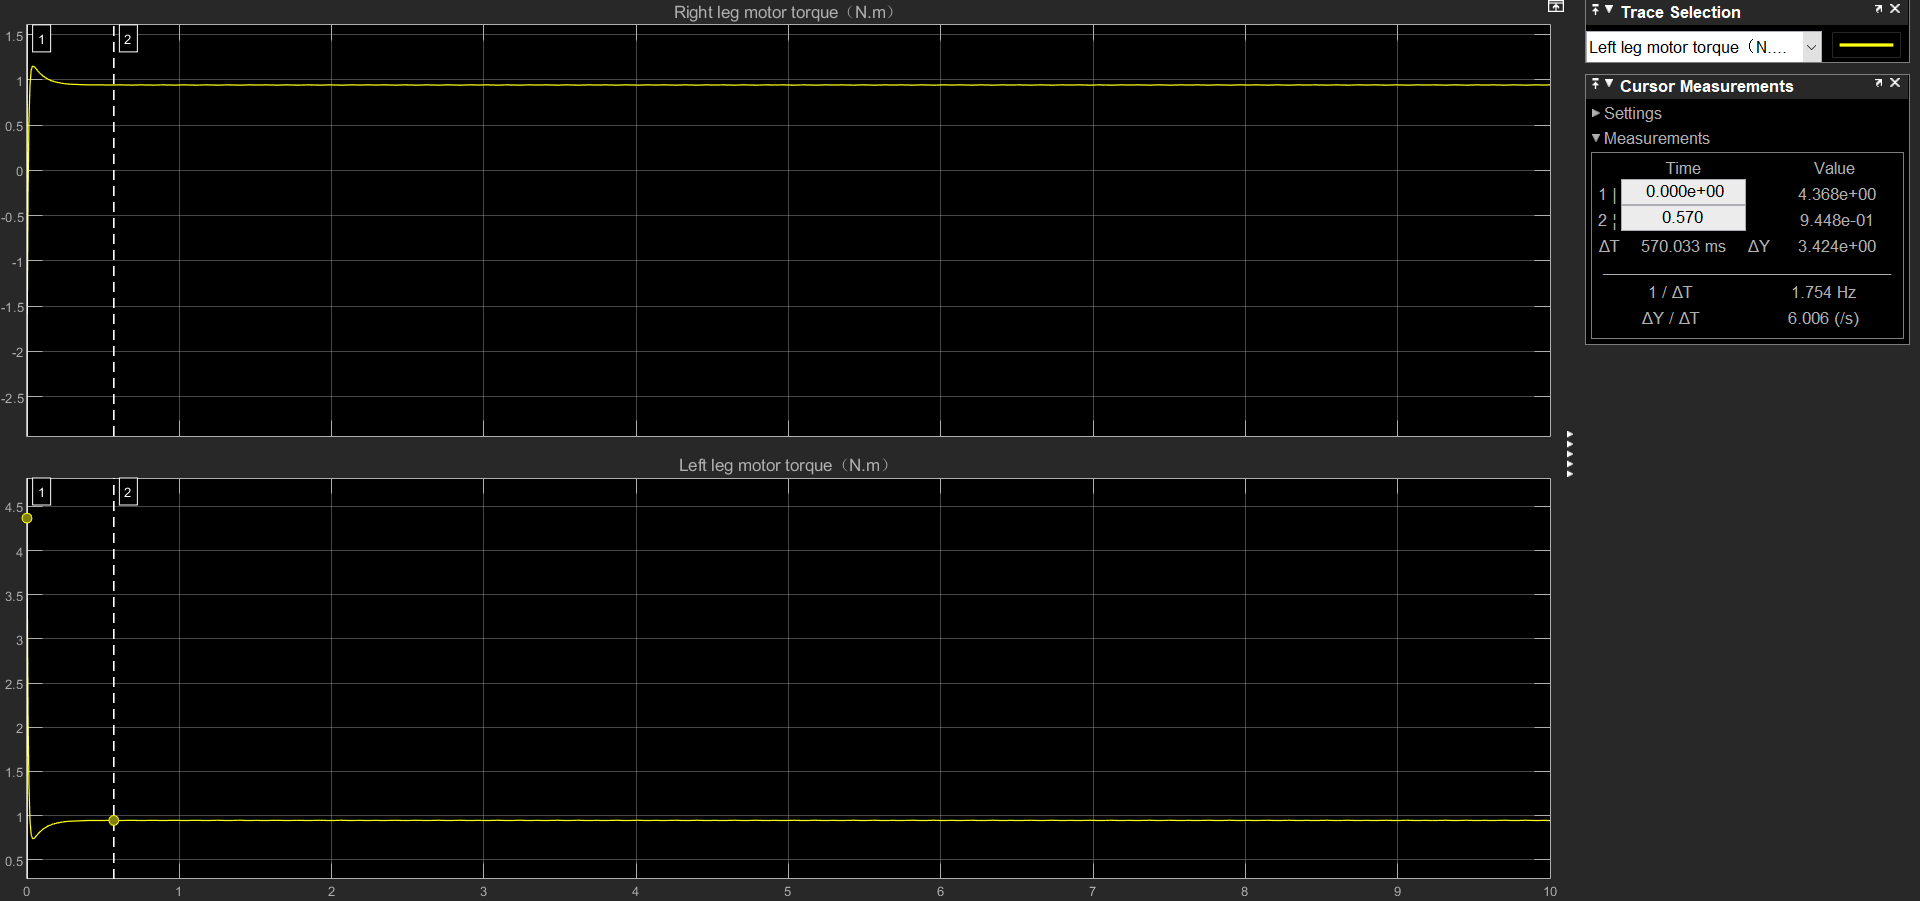 Right leg motor torque（N.m）
1
2
1.5
1
0.5
0
-0.5
-1
-1.5
-2
-2.5
Left leg motor torque（N.m）
1
2
4.5
4
3.5
3
2.5
2
1.5
1
0.5
0 1 2 3 4 5 6 7 8 9 10
Trace Selection
Left leg motor torque（N....
Cursor Measurements
Settings
Measurements
Time Value
1 | 0.000e+00 4.368e+00
2 ¦ 0.570 9.448e-01
ΔT 570.033 ms ΔY 3.424e+00
1 / ΔT 1.754 Hz
ΔY / ΔT 6.006 (/s)